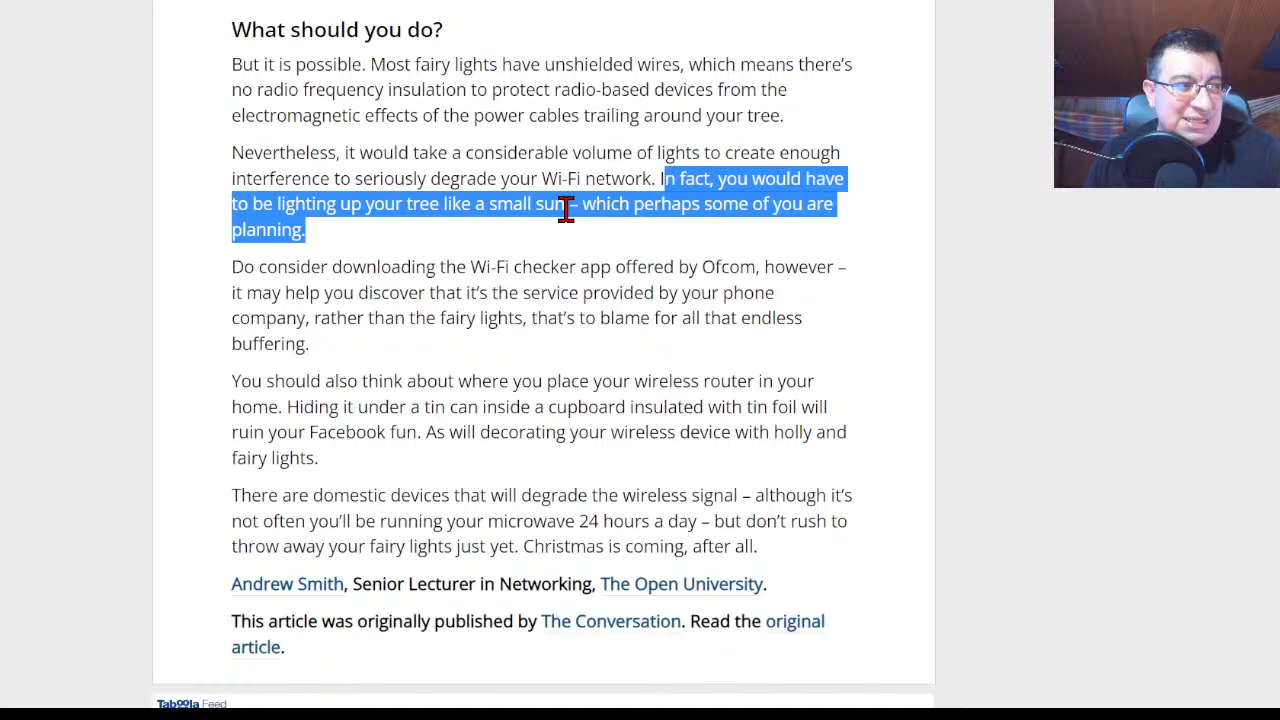 What should you do?
But it is possible. Most fairy lights have unshielded wires, which means there's
no radio frequency insulation to protect radio-based devices from the
electromagnetic effects of the power cables trailing around your tree.
Nevertheless, it would take a considerable volume of lights to create enough
interference to seriously degrade your Wi-Fi network. In fact, you would have
to be lighting up your tree like a small sun – which perhaps some of you are
planning.
Do consider downloading the Wi-Fi checker app offered by Ofcom, however –
it may help you discover that it's the service provided by your phone
company, rather than the fairy lights, that's to blame for all that endless
buffering.
You should also think about where you place your wireless router in your
home. Hiding it under a tin can inside a cupboard insulated with tin foil will
ruin your Facebook fun. As will decorating your wireless device with holly and
fairy lights.
There are domestic devices that will degrade the wireless signal – although it's
not often you'll be running your microwave 24 hours a day – but don't rush to
throw away your fairy lights just yet. Christmas is coming, after all.
Andrew Smith, Senior Lecturer in Networking, The Open University.
This article was originally published by The Conversation. Read the original
article.
Taboola Feed